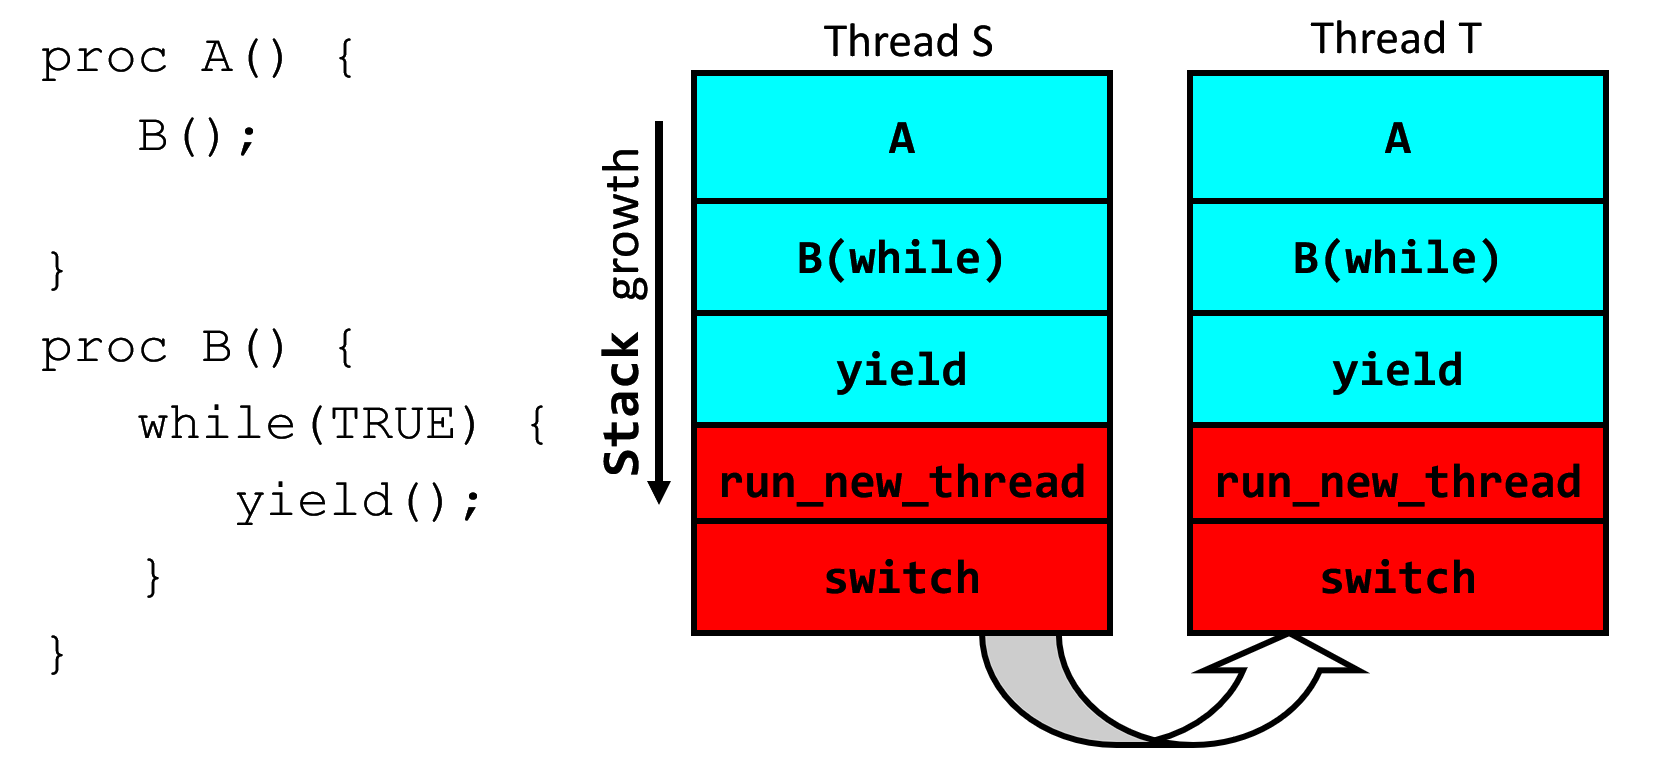 proc A() {
B();
}
proc B() {
while(TRUE) {
yield();
}
}
Stack growth
Thread S
A
B(while)
yield
run_new_thread
switch
Thread T
A
B(while)
yield
run_new_thread
switch